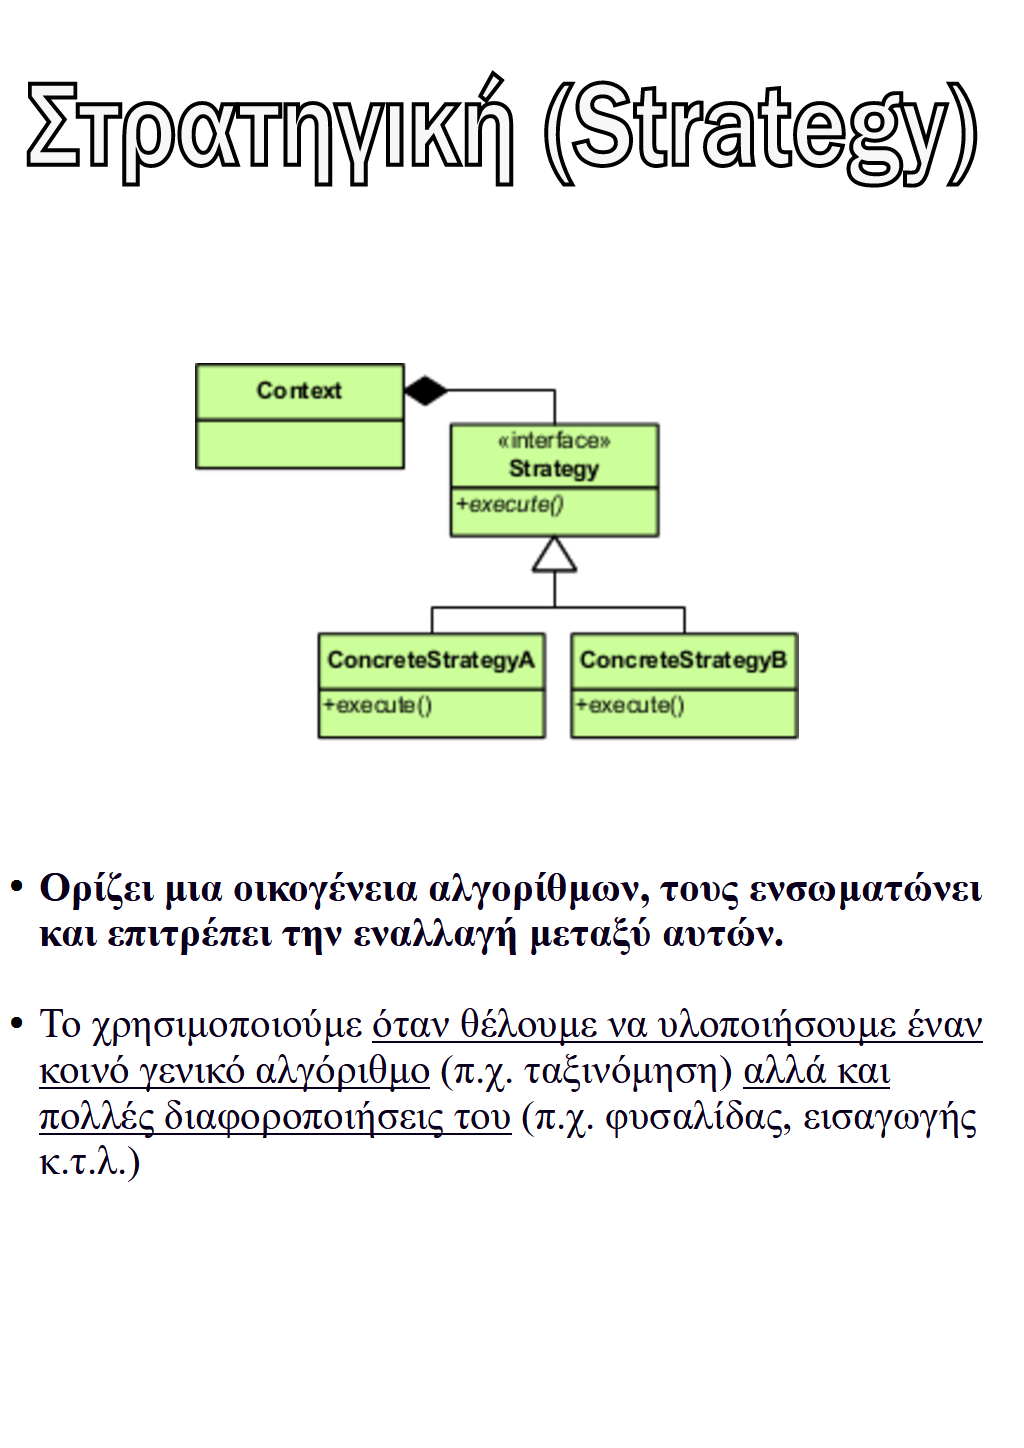 Στρατηγική (Strategy)
Context
«interface»
Strategy
+execute()
ConcreteStrategyA
+execute()
ConcreteStrategyB
+execute()
• Ορίζει μια οικογένεια αλγορίθμων, τους ενσωματώνει
και επιτρέπει την εναλλαγή μεταξύ αυτών.
• Το χρησιμοποιούμε όταν θέλουμε να υλοποιήσουμε έναν
κοινό γενικό αλγόριθμο (π.χ. ταξινόμηση) αλλά και
πολλές διαφοροποιήσεις του (π.χ. φυσαλίδας, εισαγωγής
κ.τ.λ.)